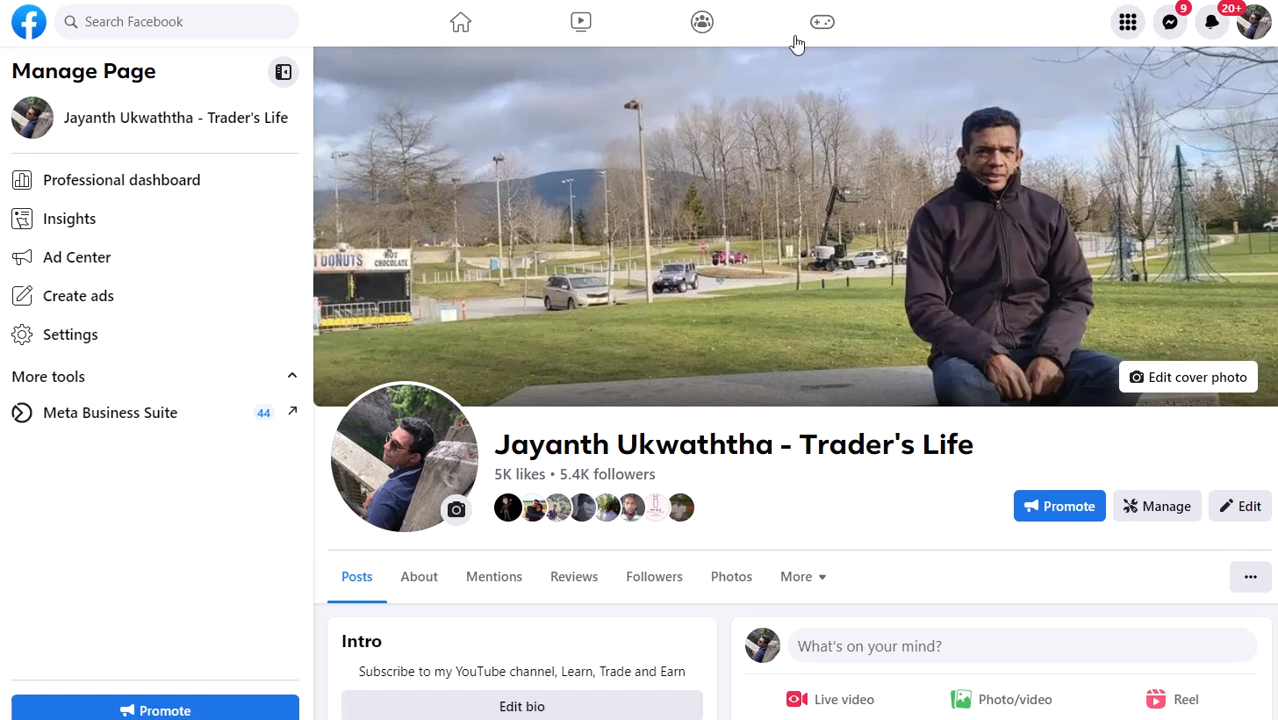 Search Facebook
9
20+
Manage Page
Jayanth Ukwaththa - Trader's Life
Professional dashboard
Insights
Ad Center
Create ads
Settings
More tools
Meta Business Suite
44
Promote
DONUTS
HOT
CHOCOLATE
Edit cover photo
Jayanth Ukwaththa - Trader's Life
5K likes • 5.4K followers
Promote
Manage
Edit
Posts
About
Mentions
Reviews
Followers
Photos
More
Intro
Subscribe to my YouTube channel, Learn, Trade and Earn
Edit bio
What's on your mind?
Live video
Photo/video
Reel